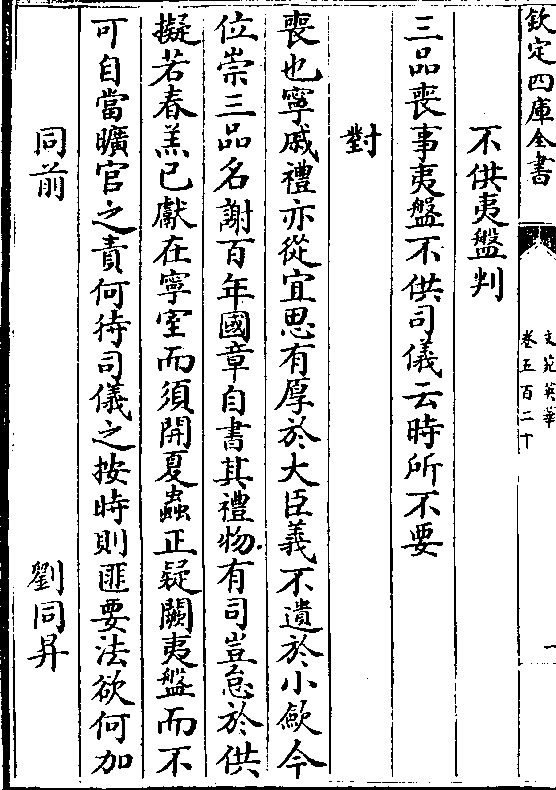 欽定四庫全書
文苑英華
卷五百二十
一
不供夷盤判
三品喪事夷盤不供司儀云時所不要
對
喪也寧戚禮亦從宜思有厚於大臣義不遺於小歛今
位崇三品名謝百年國章自書其禮物有司豈怠於供
擬若春羔已獻在寧室而須開夏蟲正疑闕夷盤而不
可自當曠官之責何待司儀之按時則匪要法欲何加
同前
劉同昇